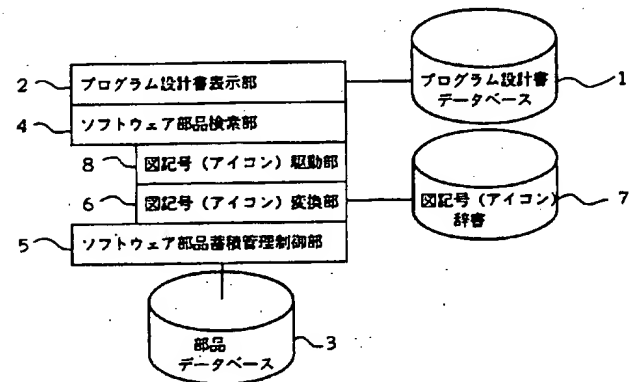 2 プログラム設計書表示部
4 ソフトウェア部品検索部
8 図記号(アイコン)駆動部
6 図記号(アイコン)変換部
5 ソフトウェア部品蓄積管理制御部
プログラム設計書
データベース
1
図記号(アイコン)
辞書
7
部品
データベース
3